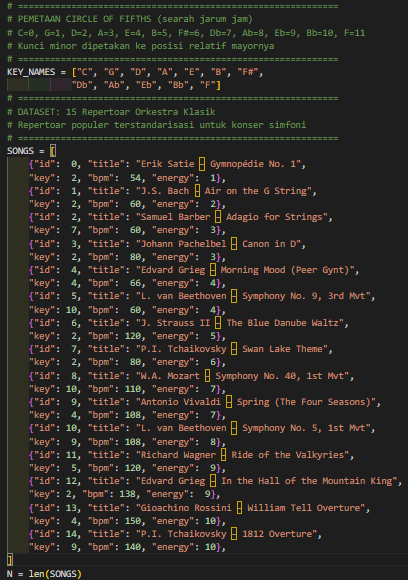 # ==================================================
# PEMETAAN CIRCLE OF FIFTHS (searah jarum jam)
# C=0, G=1, D=2, A=3, E=4, B=5, F#=6, Db=7, Ab=8, Eb=9, Bb=10, F=11
# Kunci minor dipetakan ke posisi relatif mayornya
# ==================================================
KEY_NAMES = ["C", "G", "D", "A", "E", "B", "F#",
"Db", "Ab", "Eb", "Bb", "F"]
# ==================================================
# DATASET: 15 Repertoar Orkestra Klasik
# Repertoar populer terstandarisasi untuk konser simfoni
# ==================================================
SONGS = [
{"id":  0, "title": "Erik Satie – Gymnopédie No. 1",
"key":  2, "bpm":  54, "energy":  1},
{"id":  1, "title": "J.S. Bach – Air on the G String",
"key":  2, "bpm":  60, "energy":  2},
{"id":  2, "title": "Samuel Barber – Adagio for Strings",
"key":  7, "bpm":  60, "energy":  3},
{"id":  3, "title": "Johann Pachelbel – Canon in D",
"key":  2, "bpm":  80, "energy":  3},
{"id":  4, "title": "Edvard Grieg – Morning Mood (Peer Gynt)",
"key":  4, "bpm":  66, "energy":  4},
{"id":  5, "title": "L. van Beethoven – Symphony No. 9, 3rd Mvt",
"key": 10, "bpm":  60, "energy":  4},
{"id":  6, "title": "J. Strauss II – The Blue Danube Waltz",
"key":  2, "bpm": 120, "energy":  5},
{"id":  7, "title": "P.I. Tchaikovsky – Swan Lake Theme",
"key":  2, "bpm":  80, "energy":  6},
{"id":  8, "title": "W.A. Mozart – Symphony No. 40, 1st Mvt",
"key": 10, "bpm": 110, "energy":  7},
{"id":  9, "title": "Antonio Vivaldi – Spring (The Four Seasons)",
"key":  4, "bpm": 108, "energy":  7},
{"id": 10, "title": "L. van Beethoven – Symphony No. 5, 1st Mvt",
"key":  9, "bpm": 108, "energy":  8},
{"id": 11, "title": "Richard Wagner – Ride of the Valkyries",
"key":  5, "bpm": 120, "energy":  9},
{"id": 12, "title": "Edvard Grieg – In the Hall of the Mountain King",
"key": 2, "bpm": 138, "energy":  9},
{"id": 13, "title": "Gioachino Rossini – William Tell Overture",
"key":  4, "bpm": 150, "energy": 10},
{"id": 14, "title": "P.I. Tchaikovsky – 1812 Overture",
"key":  9, "bpm": 140, "energy": 10},
]
N = len(SONGS)